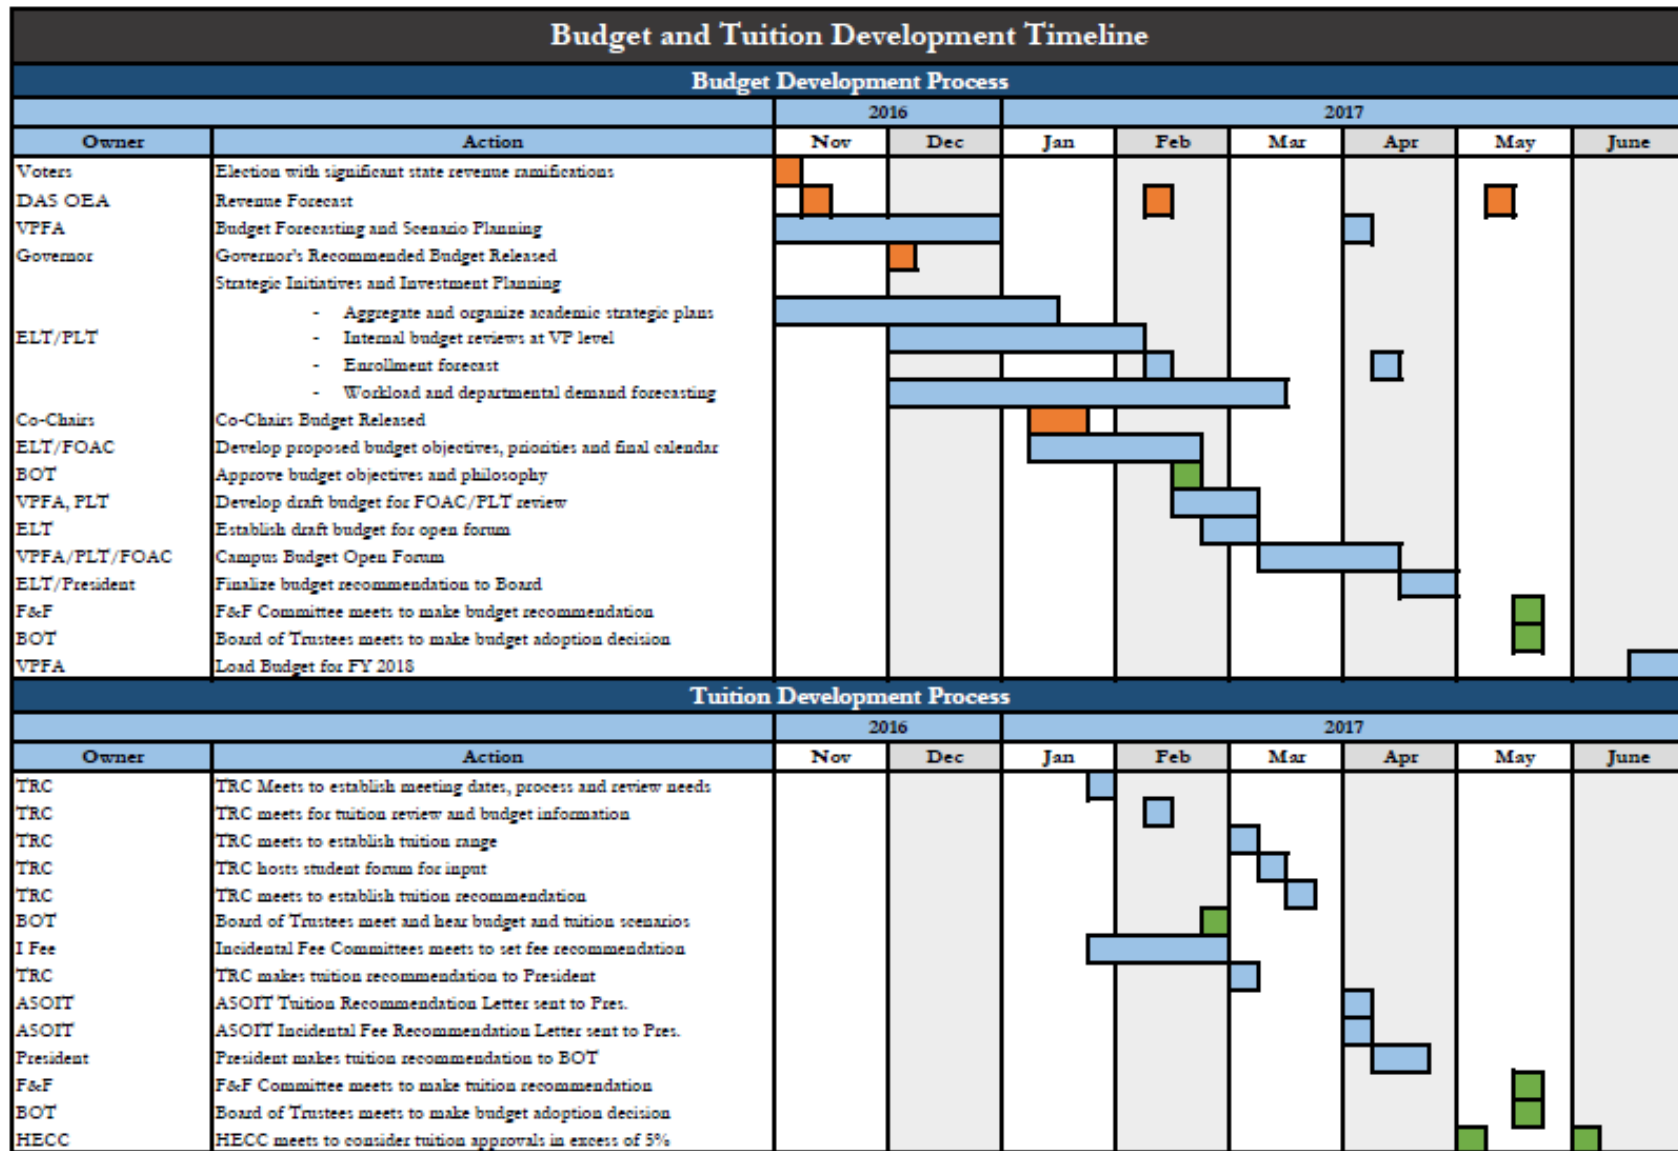 Budget and Tuition Development Timeline
Budget Development Process
2016 2017
Owner Action Nov Dec Jan Feb Mar Apr May June
Voters Election with significant state revenue ramifications
DAS OEA Revenue Forecast
VPFA Budget Forecasting and Scenario Planning
Governor Governor's Recommended Budget Released
Strategic Initiatives and Investment Planning
- Aggregate and organize academic strategic plans
ELT/PLT - Internal budget reviews at VP level
- Enrollment forecast
- Workload and departmental demand forecasting
Co-Chairs Co-Chairs Budget Released
ELT/FOAC Develop proposed budget objectives, priorities and final calendar
BOT Approve budget objectives and philosophy
VPFA, PLT Develop draft budget for FOAC/PLT review
ELT Establish draft budget for open forum
VPFA/PLT/FOAC Campus Budget Open Forum
ELT/President Finalize budget recommendation to Board
F&F F&F Committee meets to make budget recommendation
BOT Board of Trustees meets to make budget adoption decision
VPFA Load Budget for FY 2018
Tuition Development Process
2016 2017
Owner Action Nov Dec Jan Feb Mar Apr May June
TRC TRC Meets to establish meeting dates, process and review needs
TRC TRC meets for tuition review and budget information
TRC TRC meets to establish tuition range
TRC TRC hosts student forum for input
TRC TRC meets to establish tuition recommendation
BOT Board of Trustees meet and hear budget and tuition scenarios
I Fee Incidental Fee Committees meets to set fee recommendation
TRC TRC makes tuition recommendation to President
ASOIT ASOIT Tuition Recommendation Letter sent to Pres.
ASOIT ASOIT Incidental Fee Recommendation Letter sent to Pres.
President President makes tuition recommendation to BOT
F&F F&F Committee meets to make tuition recommendation
BOT Board of Trustees meets to make budget adoption decision
HECC HECC meets to consider tuition approvals in excess of 5%